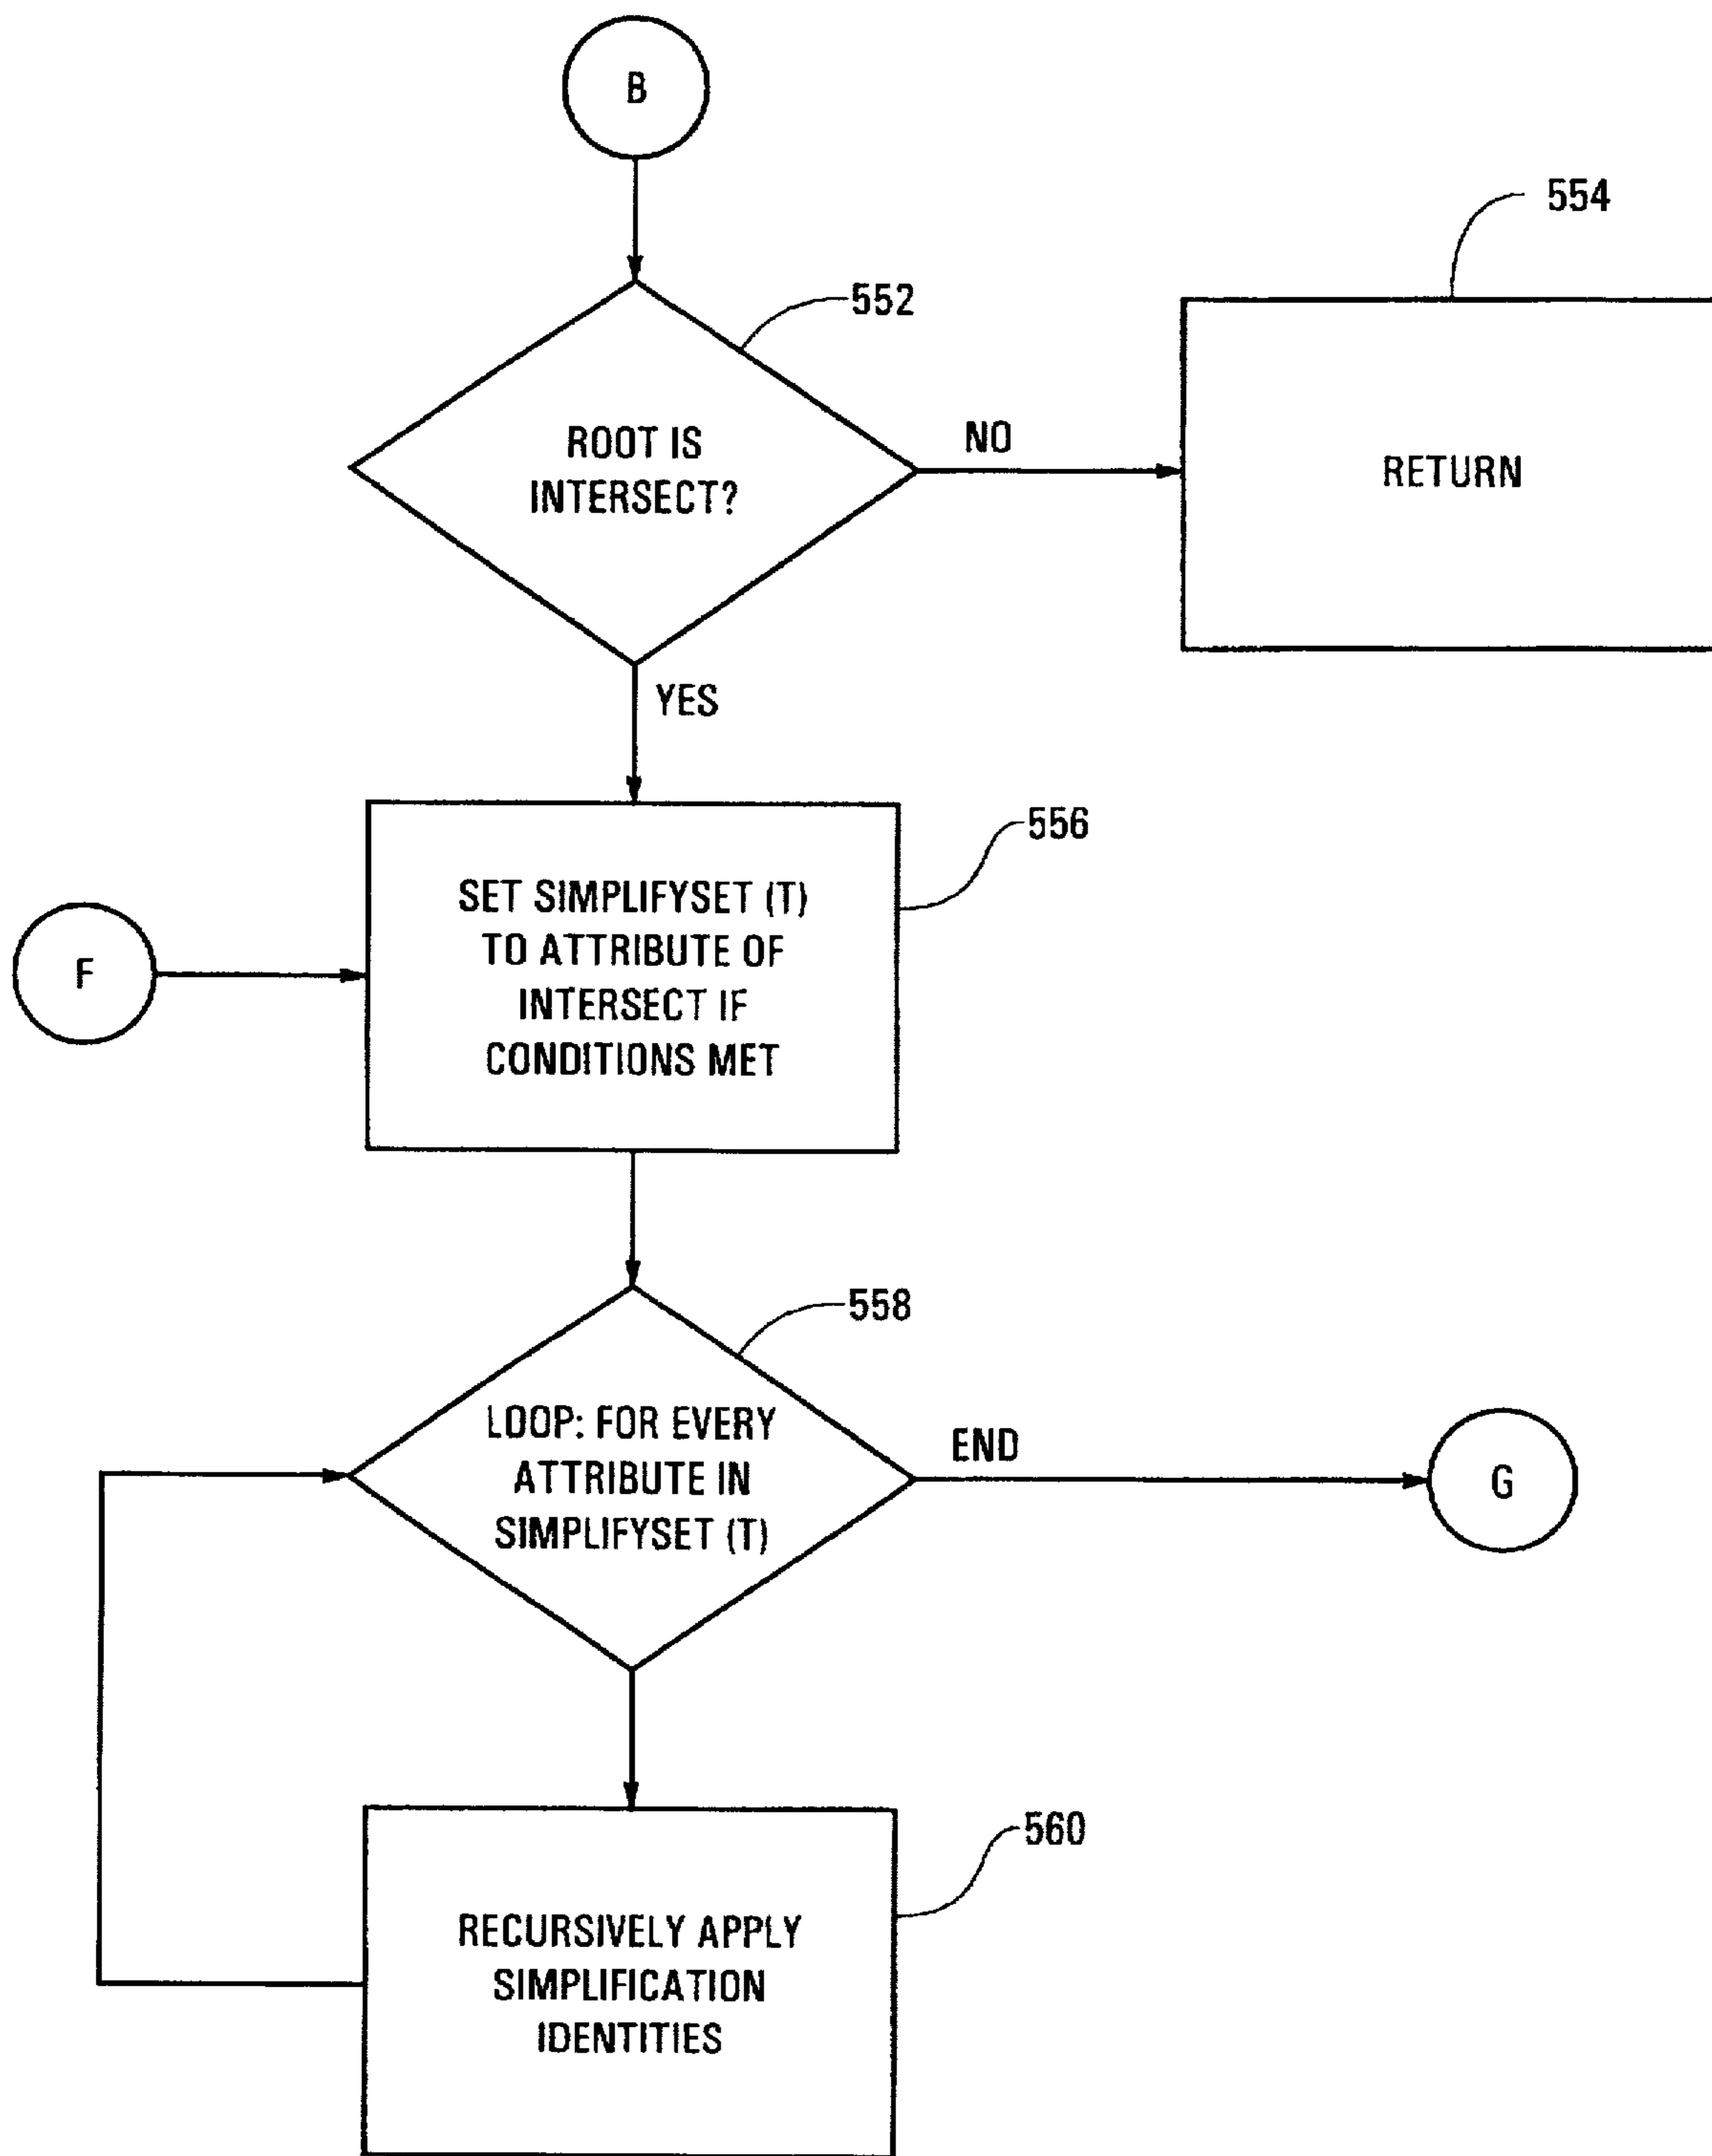 B
554
552
ROOT IS
INTERSECT?
NO
RETURN
YES
556
SET SIMPLIFYSET (T)
TO ATTRIBUTE OF
INTERSECT IF
CONDITIONS MET
F
558
LOOP: FOR EVERY
ATTRIBUTE IN
SIMPLIFYSET (T)
END
G
560
RECURSIVELY APPLY
SIMPLIFICATION
IDENTITIES